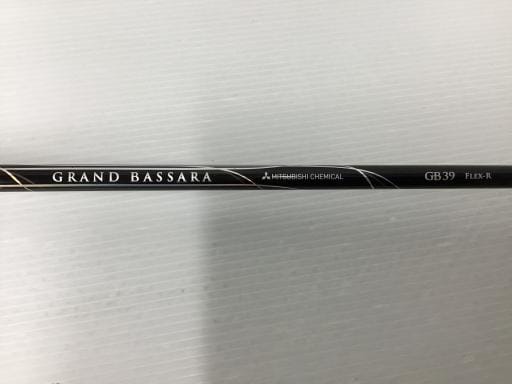 GRAND BASSARA MITSUBISHI CHEMICAL GB39 FLEX-R